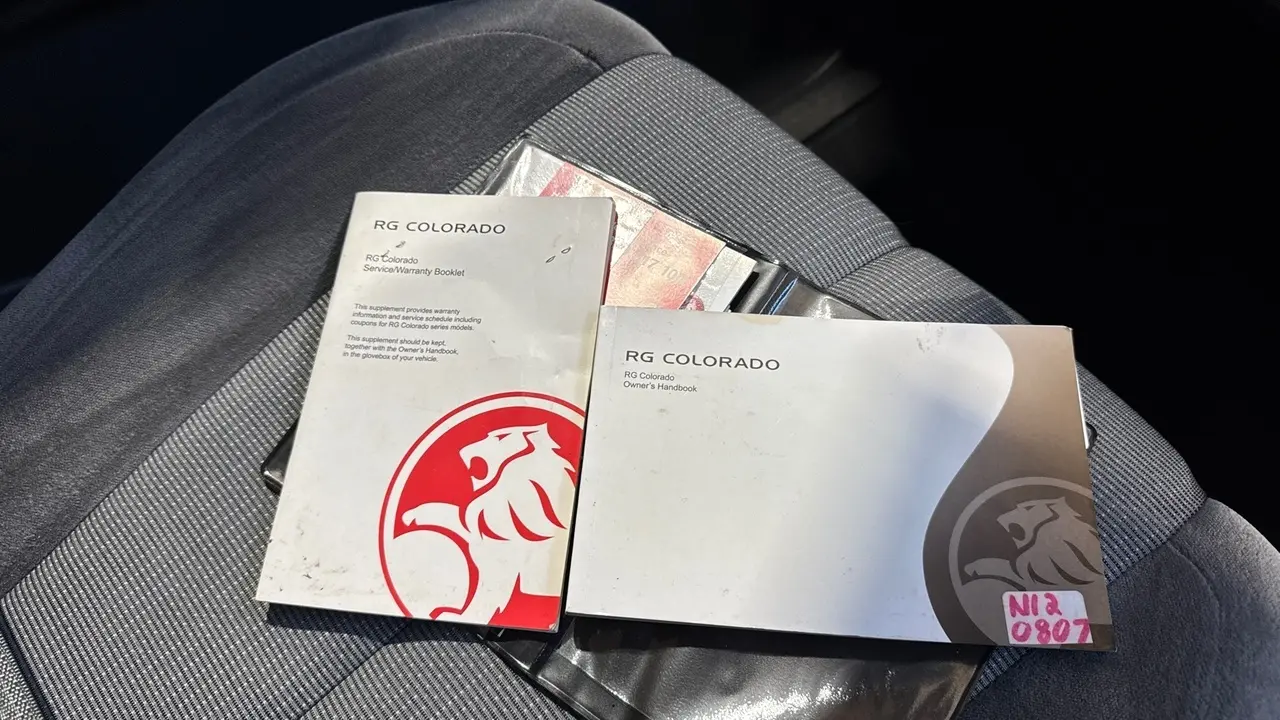 RG COLORADO
RG Colorado
Service/Warranty Booklet
This supplement provides warranty
information and service schedule including
coupons for RG Colorado series models.
This supplement should be kept,
together with the Owner's Handbook,
in the glovebox of your vehicle.
RG COLORADO
RG Colorado
Owner's Handbook
N12
0807